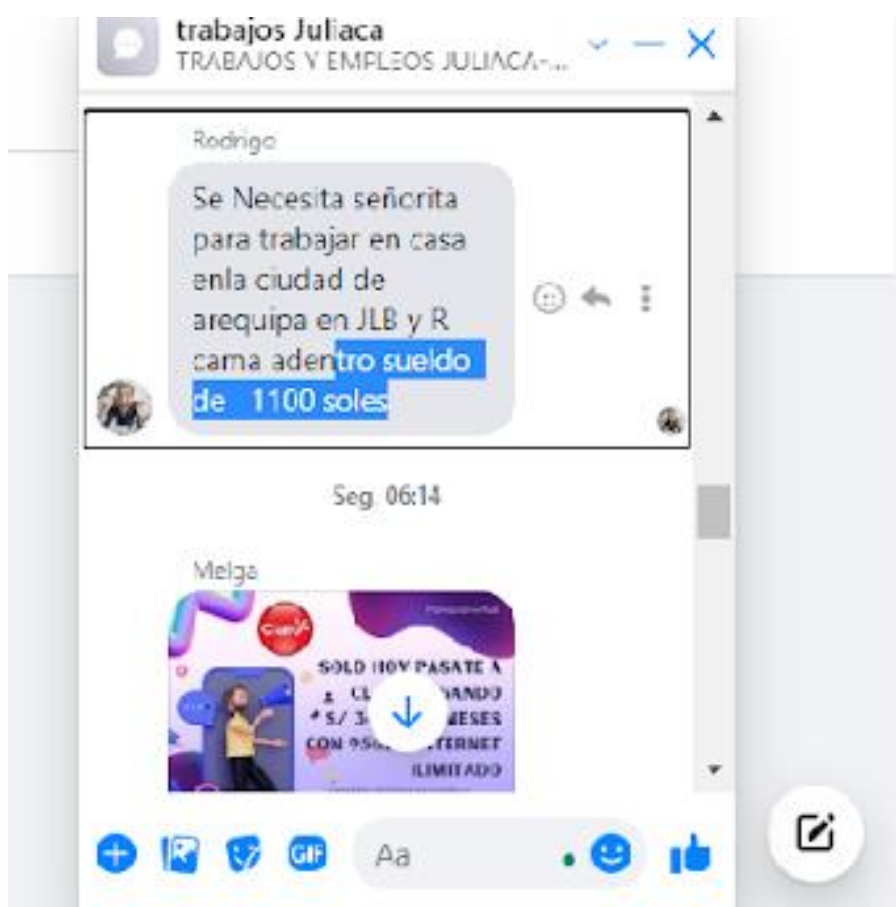 trabajos Juliaca
TRABAJOS Y EMPLEOS JULIACA-...
Rodrigo
Se Necesita señorita
para trabajar en casa
enla ciudad de
arequipa en JLB y R
cama adentro sueldo
de 1100 soles
Seg 06:14
Melga
SOLO HOY PASATE A
CON
ILIMITADO
GIF
Aa